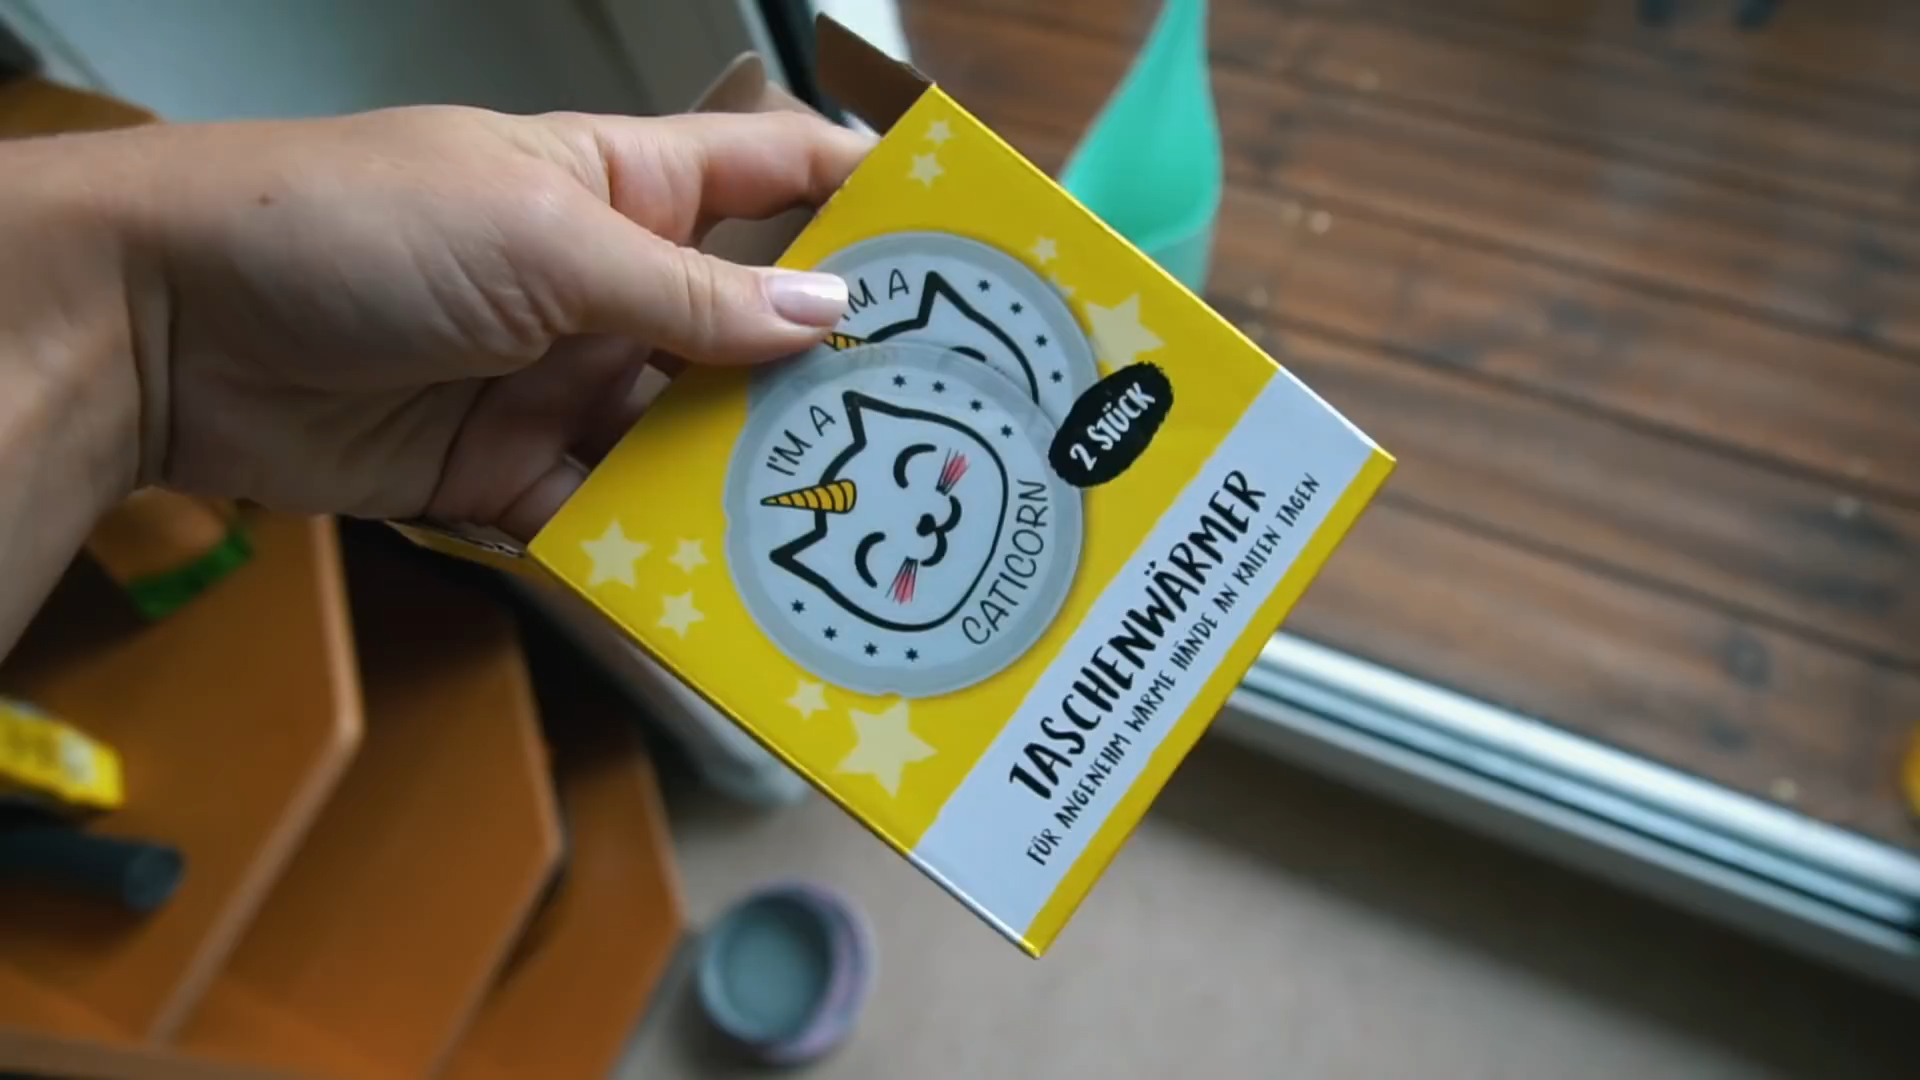 I'M A
I'M A
CATICORN
2 STÜCK
TASCHENWÄRMER
FÜR ANGENEHM WARME HÄNDE AN KALTEN TAGEN